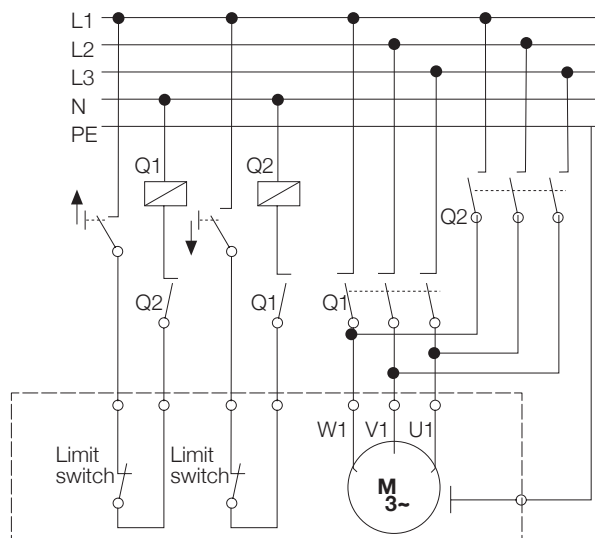 L1
L2
L3
N
PE
Q1
Q2
Q2
Q2
Q1
Q1
W1
V1
U1
Limit
switch
Limit
switch
M
3~